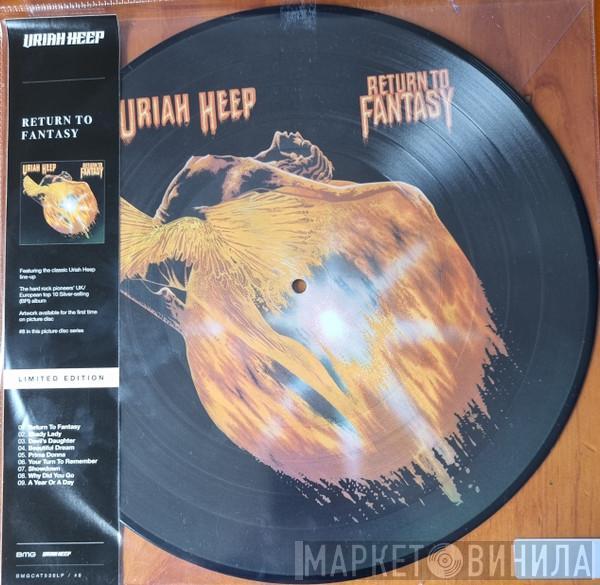 URIAH HEEP
RETURN TO
FANTASY
URIAH HEEP
RETURN TO
FANTASY
Featuring the classic Uriah Heep
line-up
The hard rock pioneers' UK/
European top 10 Silver-selling
(BPI) album
Artwork available for the first time
on picture disc
#8 in this picture disc series
LIMITED EDITION
01. Return To Fantasy
02. Shady Lady
03. Devil's Daughter
04. Beautiful Dream
05. Prima Donna
06. Your Turn To Remember
07. Showdown
08. Why Did You Go
09. A Year Or A Day
BMG URIAH HEEP
BMGCAT535LP / #8
URIAH HEEP
RETURN TO
FANTASY
МАРКЕТ ВИНИЛА